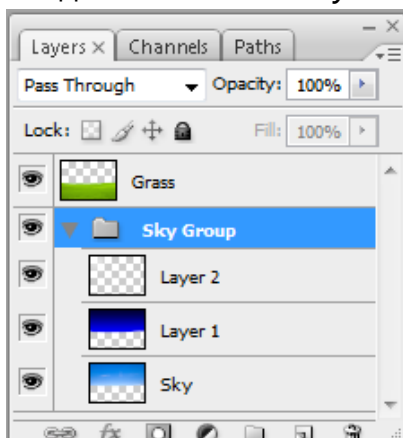 Layers × Channels Paths
Pass Through Opacity: 100%
Lock: Fill: 100%
Grass
Sky Group
Layer 2
Layer 1
Sky